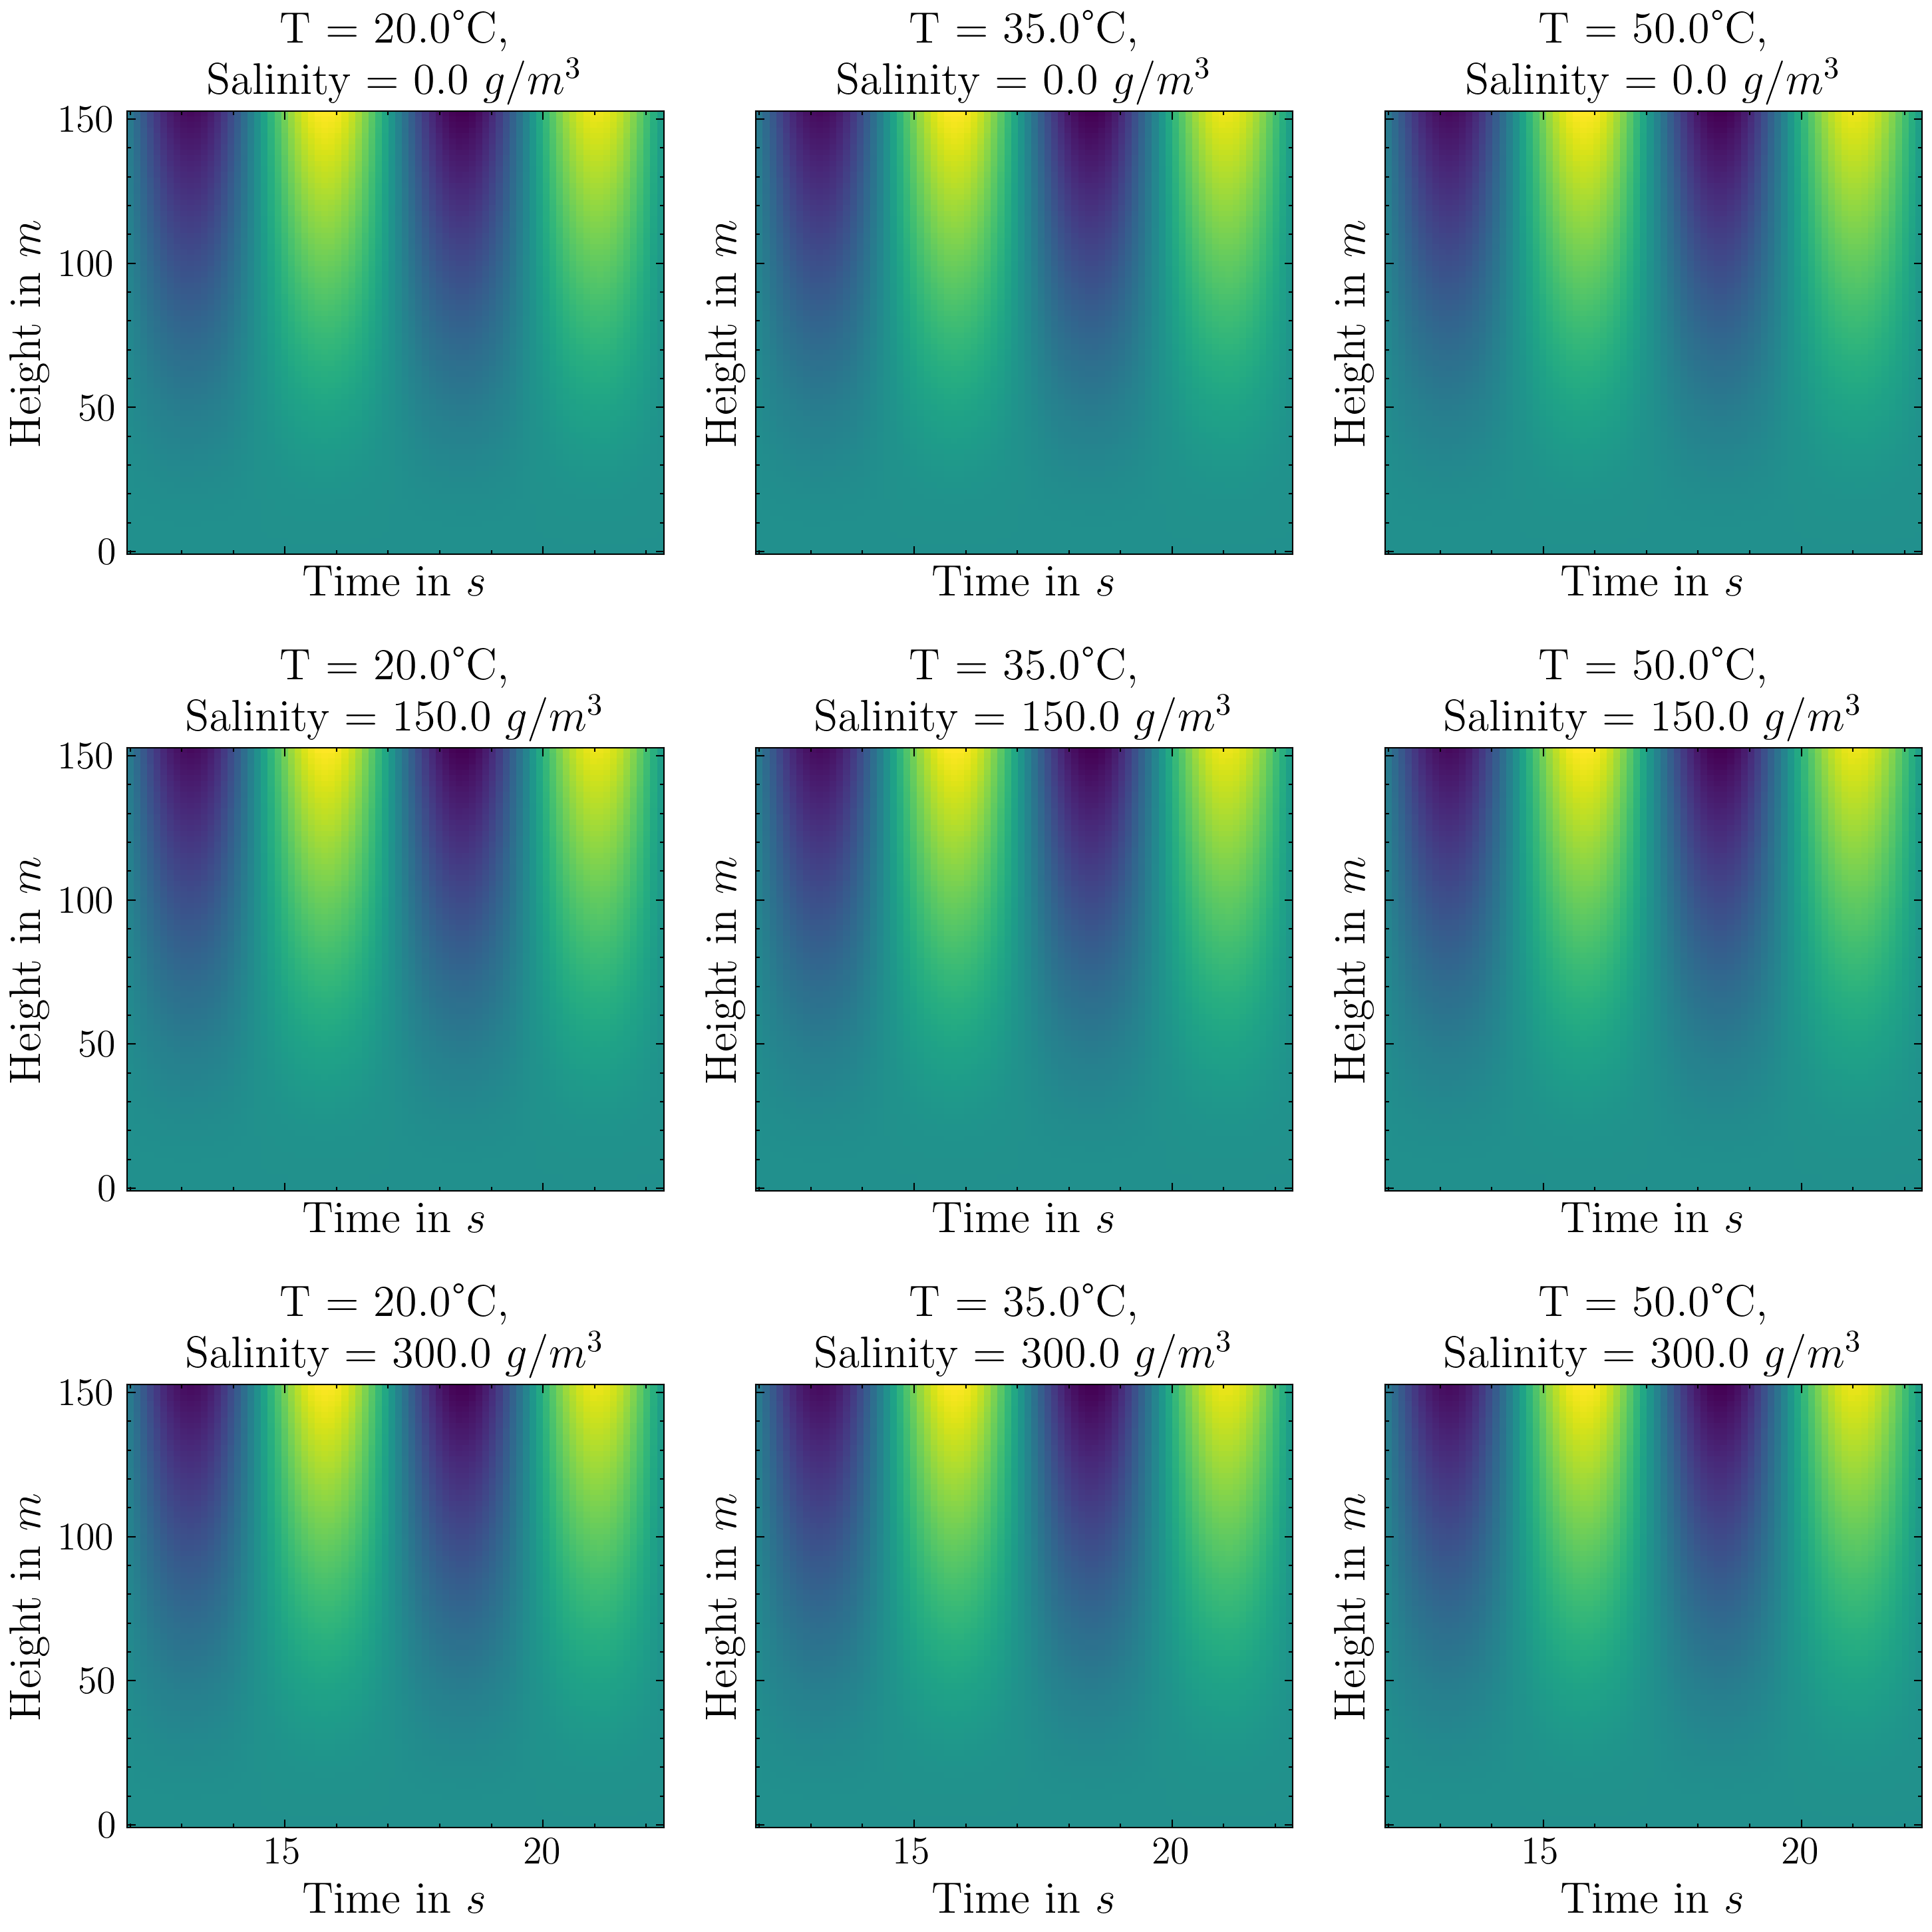 T = 20.0°C,
Salinity = 0.0 g/m³
T = 35.0°C,
Salinity = 0.0 g/m³
T = 50.0°C,
Salinity = 0.0 g/m³
150
100
50
0
Height in m
Height in m
Height in m
Time in s
Time in s
Time in s
T = 20.0°C,
Salinity = 150.0 g/m³
T = 35.0°C,
Salinity = 150.0 g/m³
T = 50.0°C,
Salinity = 150.0 g/m³
150
100
50
0
Height in m
Height in m
Height in m
Time in s
Time in s
Time in s
T = 20.0°C,
Salinity = 300.0 g/m³
T = 35.0°C,
Salinity = 300.0 g/m³
T = 50.0°C,
Salinity = 300.0 g/m³
150
100
50
0
Height in m
Height in m
Height in m
15 20
15 20
15 20
Time in s
Time in s
Time in s